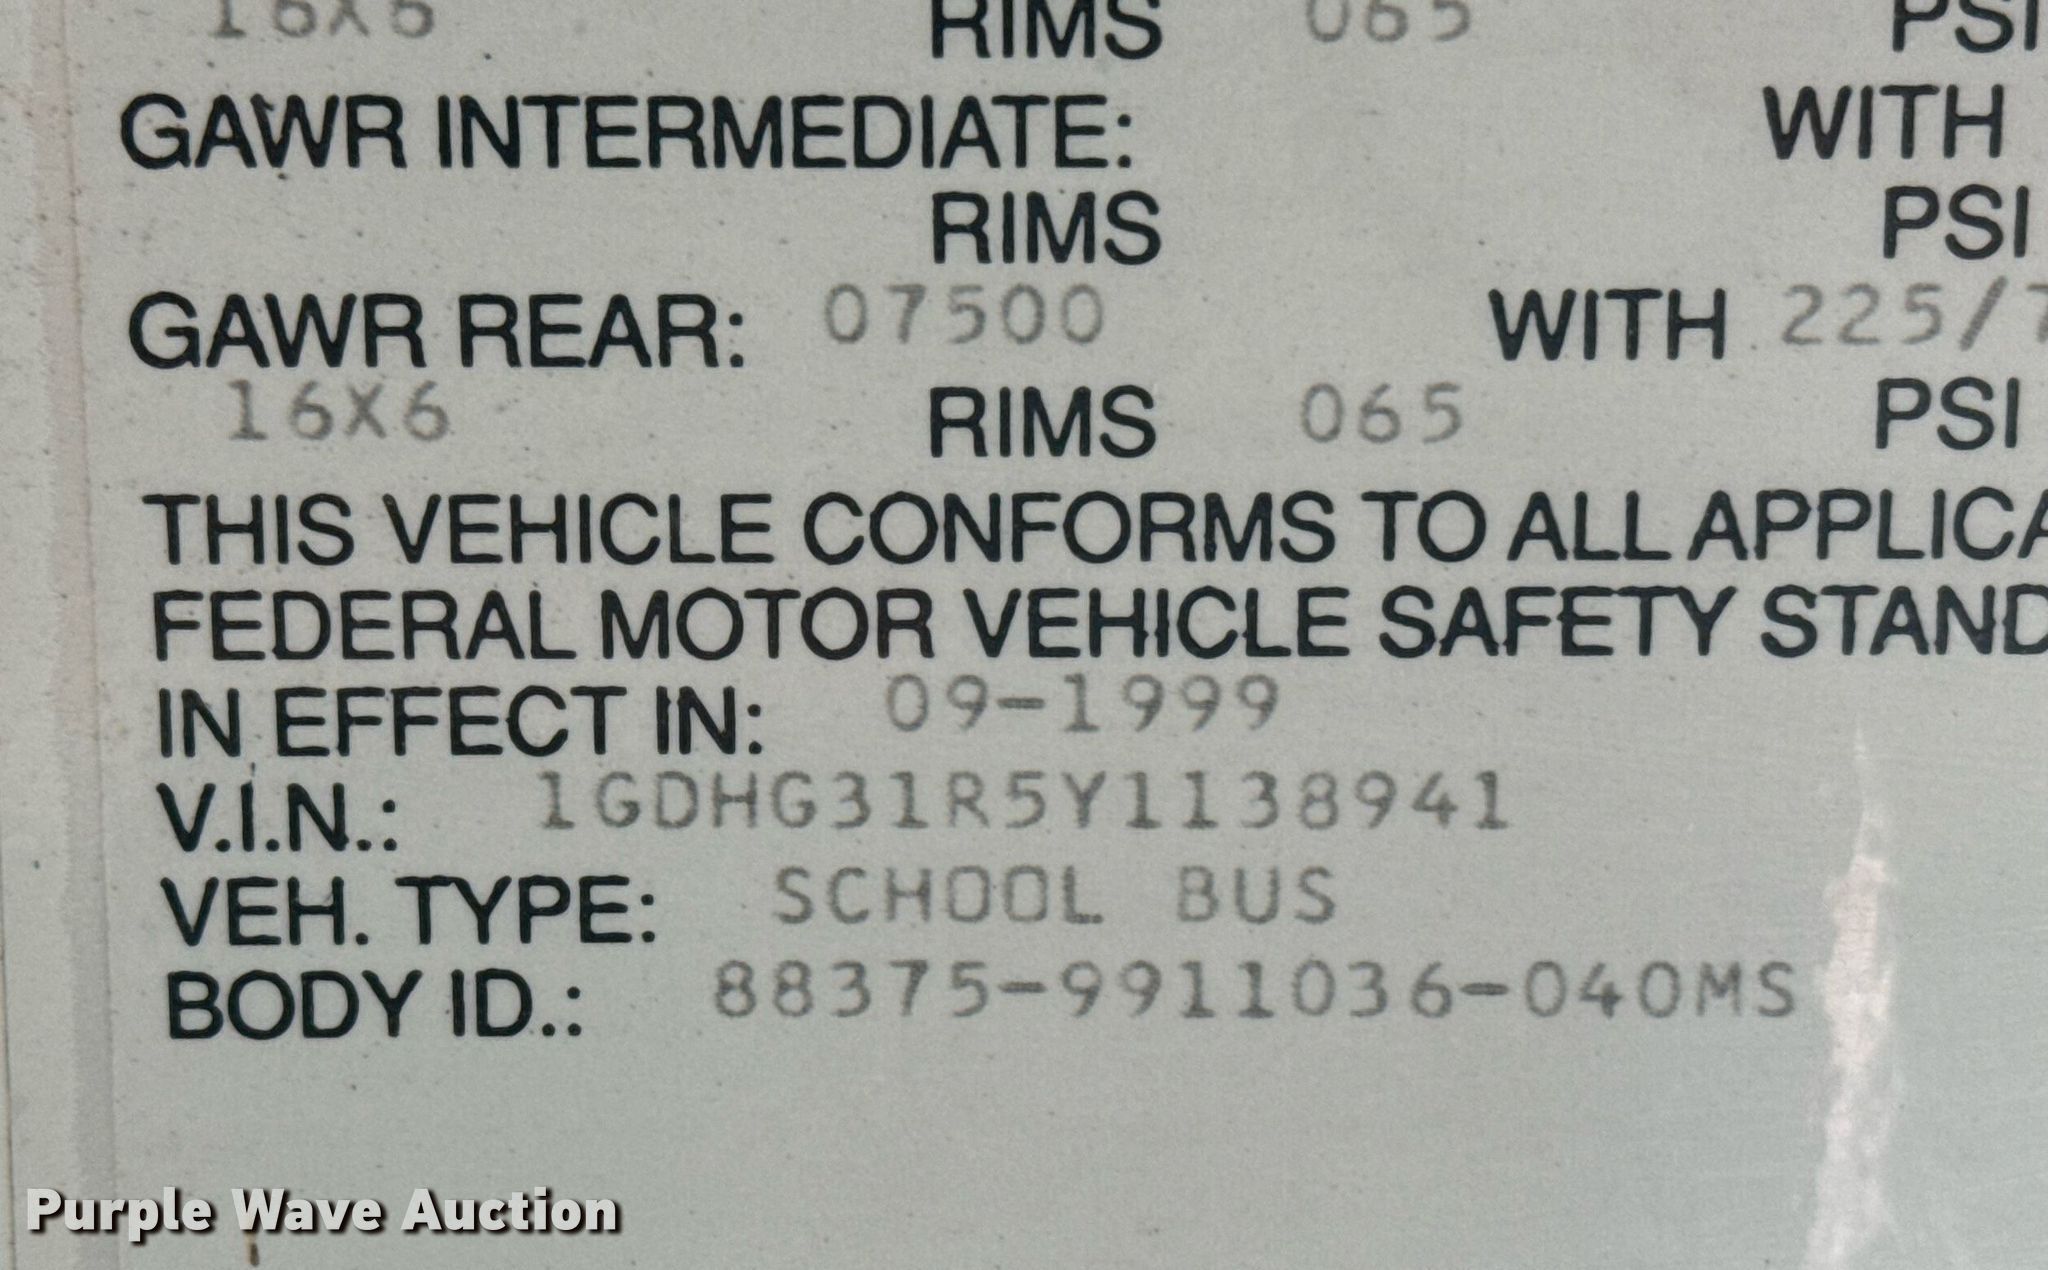 16X6 RIMS 065 PSI
GAWR INTERMEDIATE: WITH
RIMS PSI
GAWR REAR: 07500 WITH 225/7
16X6 RIMS 065 PSI
THIS VEHICLE CONFORMS TO ALL APPLICA
FEDERAL MOTOR VEHICLE SAFETY STAND
IN EFFECT IN: 09-1999
V.I.N.: 1GDHG31R5Y1138941
VEH. TYPE: SCHOOL BUS
BODY ID.: 88375-9911036-040MS
Purple Wave Auction